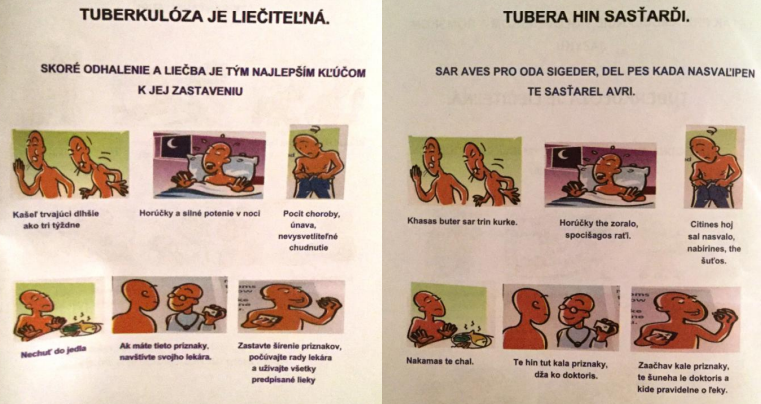 TUBERKULÓZA JE LIEČITEĽNÁ.
SKORÉ ODHALENIE A LIEČBA JE TÝM NAJLEPŠÍM KĽÚČOM
K JEJ ZASTAVENIU
Kašeľ trvajúci dlhšie
ako tri týždne
Horúčky a silné potenie v noci
Pocit choroby,
únava,
nevysvetliteľné
chudnutie
Nechuť do jedla
Ak máte tieto príznaky,
navštívte svojho lekára.
Zastavte šírenie príznakov,
počúvajte rady lekára
a užívajte všetky
predpísané lieky
TUBERA HIN SASŤARĎI.
SAR AVES PRO ODA SIGEDER, DEL PES KADA NASVAĽIPEN
TE SASŤAREL AVRI.
Khasas buter sar trin kurke.
Horúčky the zoralo,
spocišagos raťi.
Citines hoj
sal nasvalo,
nabirines, the
šuťos.
Nakamas te chal.
Te hin tut kala priznaky,
dža ko doktoris.
Zaačhav kale priznaky,
te šuneha le doktoris a
kide pravidelne o ľeky.